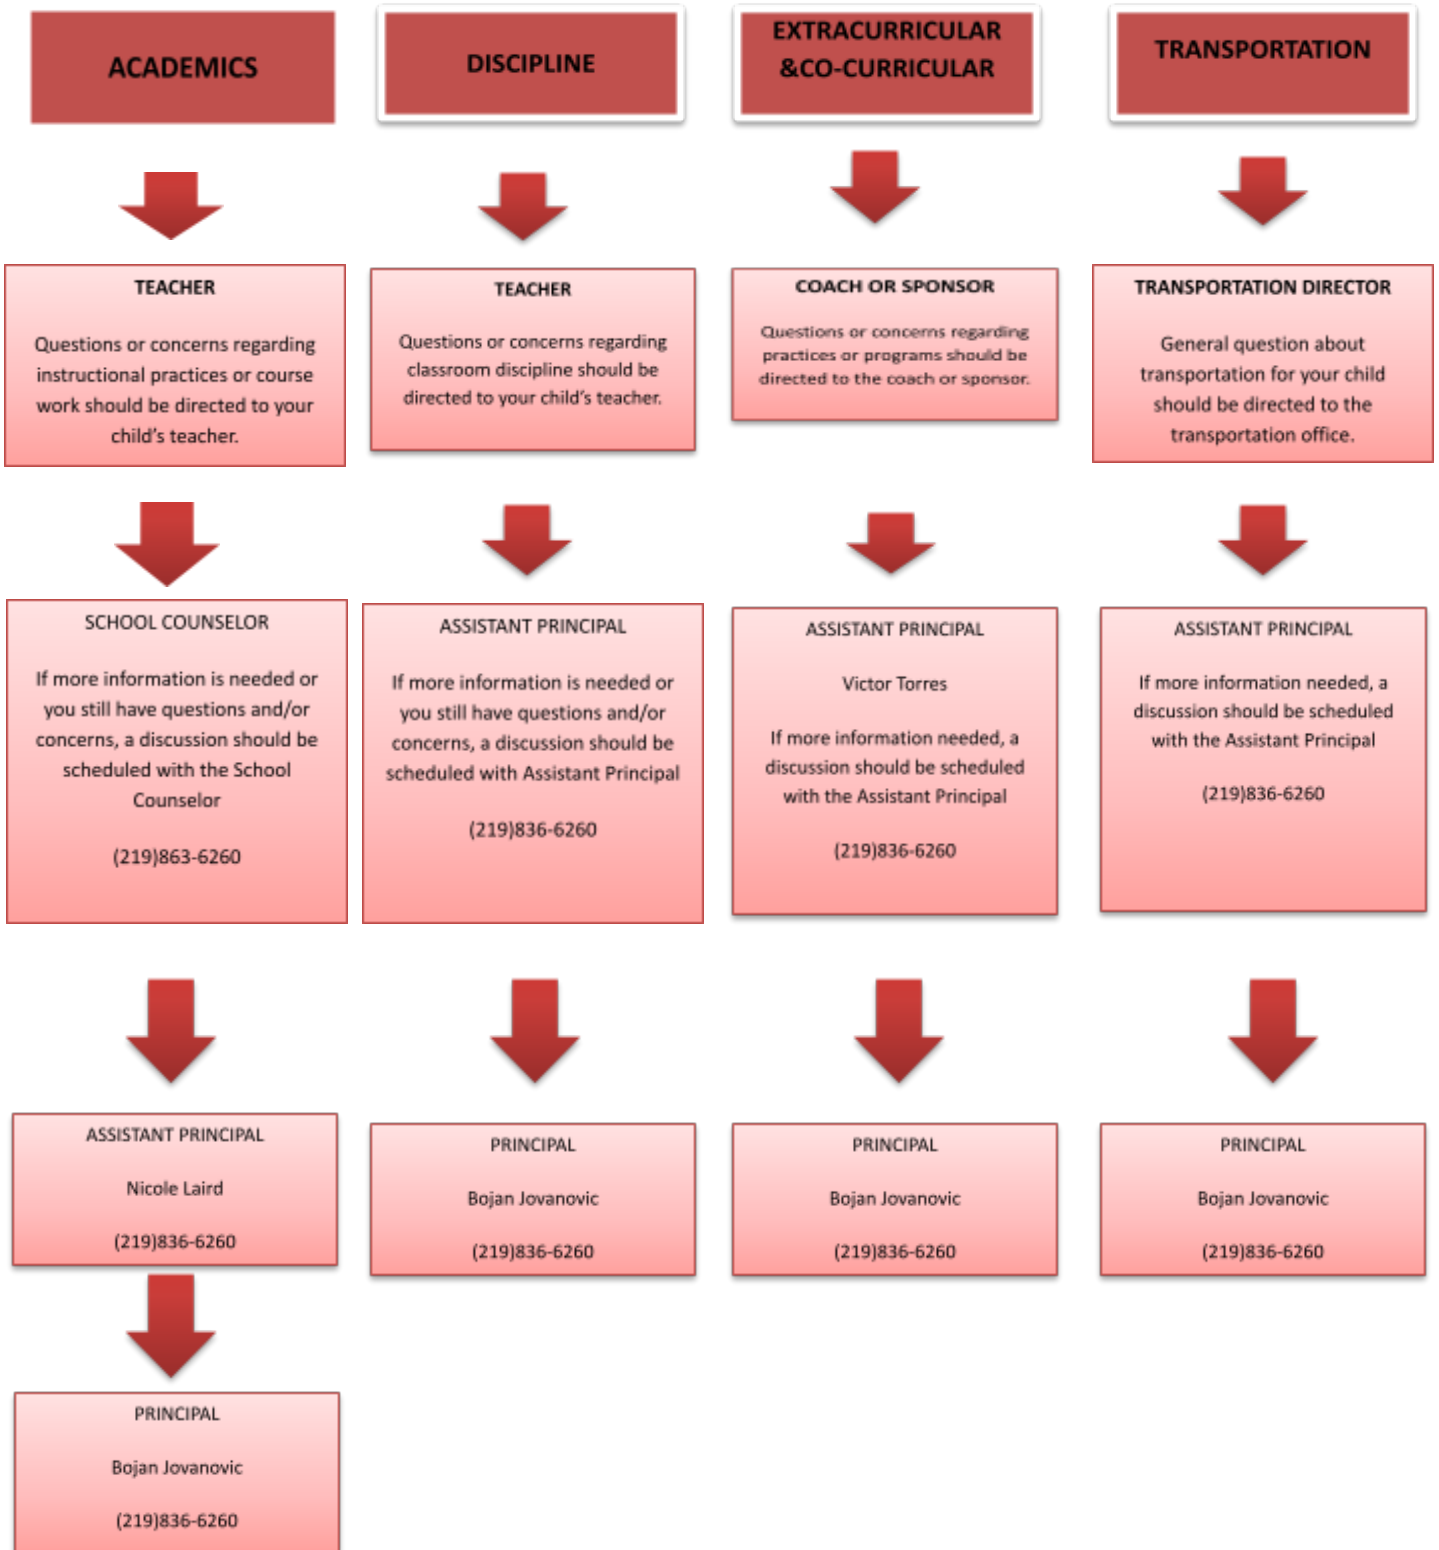 ACADEMICS
DISCIPLINE
EXTRACURRICULAR
&CO-CURRICULAR
TRANSPORTATION
TEACHER
Questions or concerns regarding
instructional practices or course
work should be directed to your
child's teacher.
TEACHER
Questions or concerns regarding
classroom discipline should be
directed to your child's teacher.
COACH OR SPONSOR
Questions or concerns regarding
practices or programs should be
directed to the coach or sponsor.
TRANSPORTATION DIRECTOR
General question about
transportation for your child
should be directed to the
transportation office.
SCHOOL COUNSELOR
If more information is needed or
you still have questions and/or
concerns, a discussion should be
scheduled with the School
Counselor
(219)863-6260
ASSISTANT PRINCIPAL
If more information is needed or
you still have questions and/or
concerns, a discussion should be
scheduled with Assistant Principal
(219)836-6260
ASSISTANT PRINCIPAL
Victor Torres
If more information needed, a
discussion should be scheduled
with the Assistant Principal
(219)836-6260
ASSISTANT PRINCIPAL
If more information needed, a
discussion should be scheduled
with the Assistant Principal
(219)836-6260
ASSISTANT PRINCIPAL
Nicole Laird
(219)836-6260
PRINCIPAL
Bojan Jovanovic
(219)836-6260
PRINCIPAL
Bojan Jovanovic
(219)836-6260
PRINCIPAL
Bojan Jovanovic
(219)836-6260
PRINCIPAL
Bojan Jovanovic
(219)836-6260